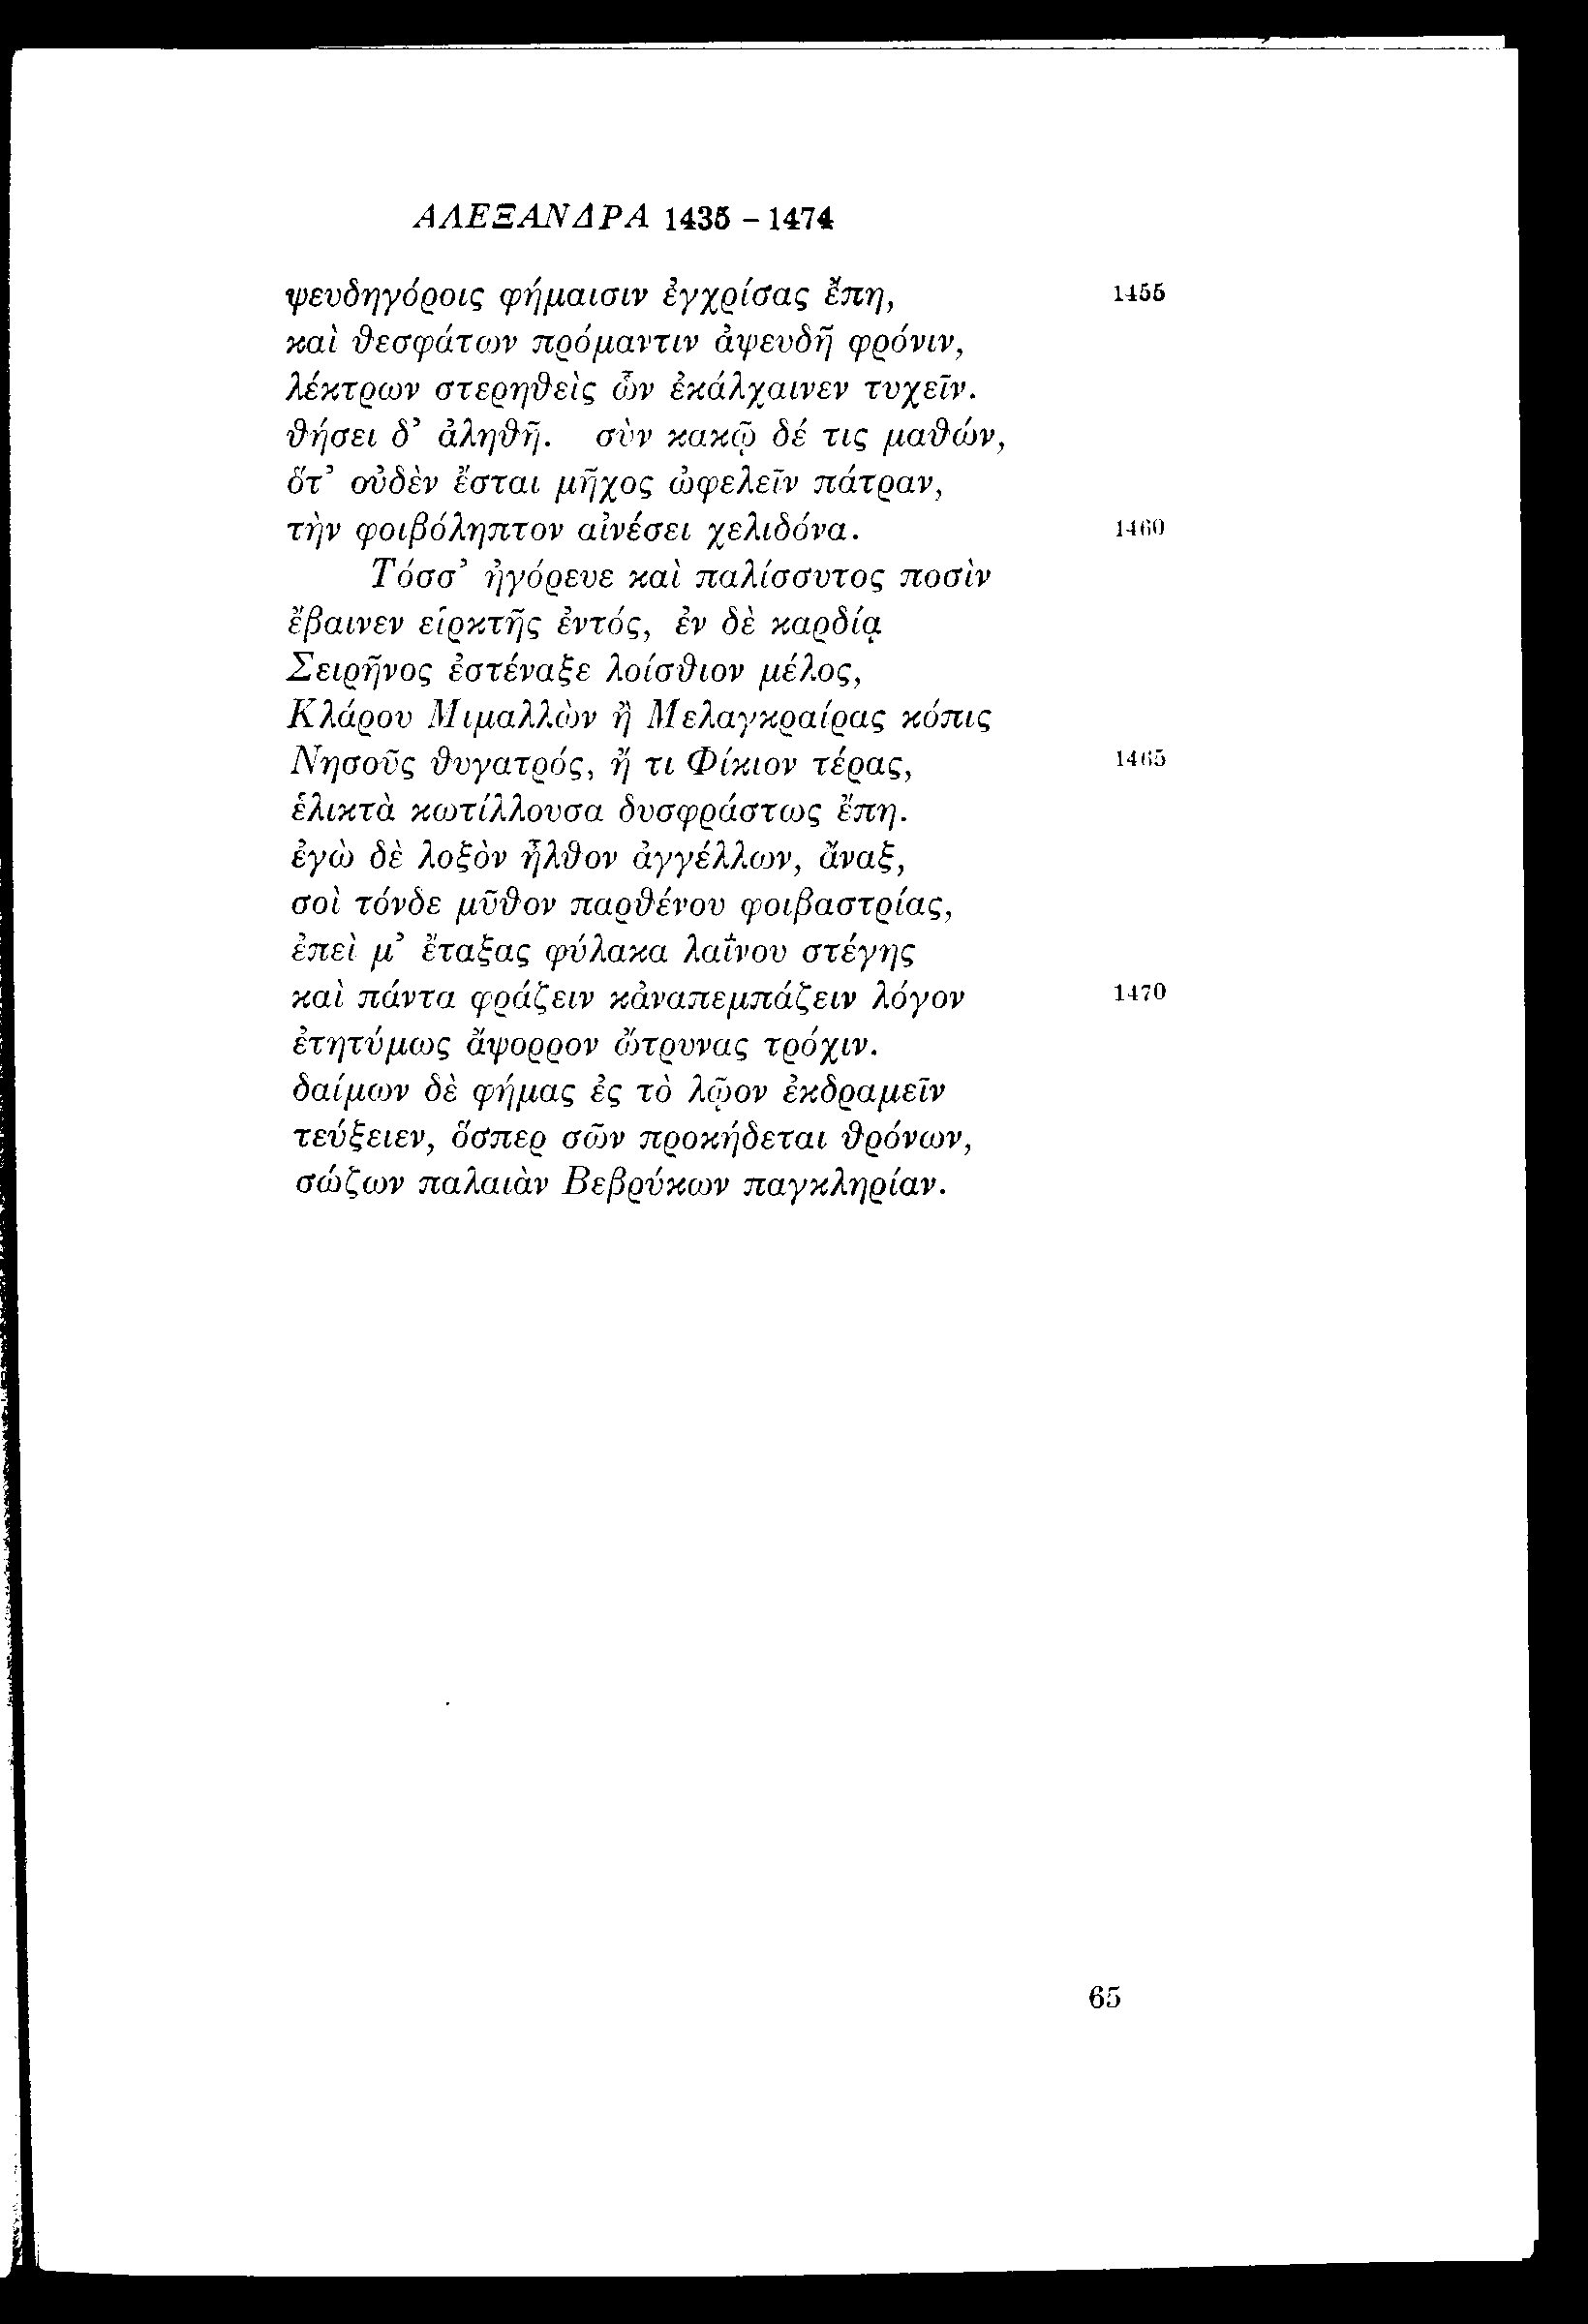 ΑΛΕΞΑΝΔΡΑ 1435 – 1474
ψευδηγόροις φήμαισιν ἐγχρίσας ἔπη, 1455
καὶ θεσφάτων πρόμαντιν ἀψευδῆ φρόνιν,
λέκτρων στερηθεὶς ὧν ἐκάλχαινεν τυχεῖν.
θήσει δ’ ἀληθῆ. σὺν κακῷ δέ τις μαθών,
ὅτ’ οὐδὲν ἔσται μῆχος ὠφελεῖν πάτραν,
τὴν φοιβόληπτον αἰνέσει χελιδόνα. 1460
Τόσσ’ ἠγόρευε καὶ παλίσσυτος ποσὶν
ἔβαινεν εἱρκτῆς ἐντός, ἐν δὲ καρδίᾳ
Σειρῆνος ἐστέναξε λοίσθιον μέλος,
Κλάρου Μιμαλλὼν ἢ Μελαγκραίρας κόπις
Νησοῦς θυγατρός, ἤ τι Φίκιον τέρας, 1465
ἑλικτὰ κωτίλλουσα δυσφράστως ἔπη.
ἐγὼ δὲ λοξὸν ἦλθον ἀγγέλλων, ἄναξ,
σοὶ τόνδε μῦθον παρθένου φοιβαστρίας,
ἐπεί μ’ ἔταξας φύλακα λαΐνου στέγης
καὶ πάντα φράζειν κἀναπεμπάζειν λόγον 1470
ἐτητύμως ἄψορρον ὤτρυνας τρόχιν.
δαίμων δὲ φήμας ἐς τὸ λῷον ἐκδραμεῖν
τεύξειεν, ὅσπερ σῶν προκήδεται θρόνων,
σώζων παλαιὰν Βεβρύκων παγκληρίαν.
65